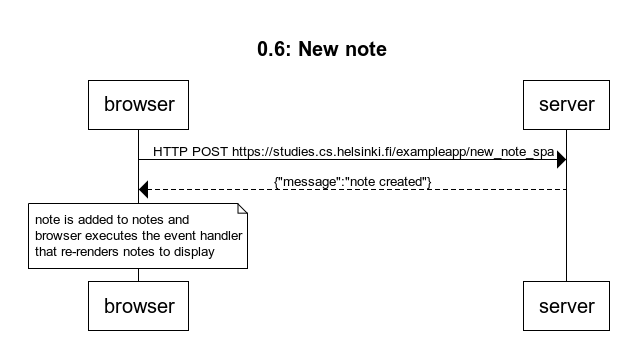 0.6: New note
browser
server
HTTP POST https://studies.cs.helsinki.fi/exampleapp/new_note_spa
{"message":"note created"}
note is added to notes and
browser executes the event handler
that re-renders notes to display
browser
server